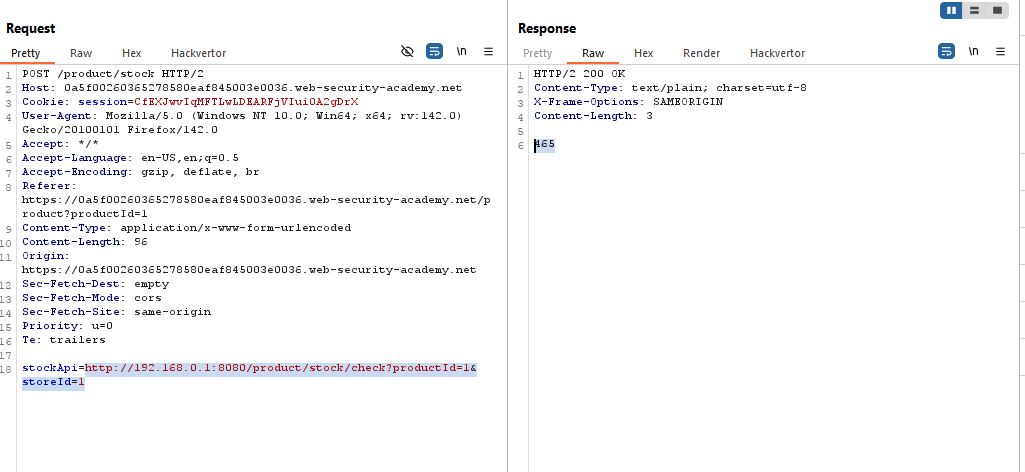 Request
Response
Pretty Raw Hex Hackvertor \n
Pretty Raw Hex Render Hackvertor \n
1 POST /product/stock HTTP/2
2 Host: 0a5f00260365278580eaf845003e0036.web-security-academy.net
3 Cookie: session=CfEXJwvIqMFTLwLDEARFjVIui0A2gDrX
4 User-Agent: Mozilla/5.0 (Windows NT 10.0; Win64; x64; rv:142.0)
Gecko/20100101 Firefox/142.0
5 Accept: */*
6 Accept-Language: en-US,en;q=0.5
7 Accept-Encoding: gzip, deflate, br
8 Referer:
https://0a5f00260365278580eaf845003e0036.web-security-academy.net/p
roduct?productId=1
9 Content-Type: application/x-www-form-urlencoded
10 Content-Length: 96
11 Origin:
https://0a5f00260365278580eaf845003e0036.web-security-academy.net
12 Sec-Fetch-Dest: empty
13 Sec-Fetch-Mode: cors
14 Sec-Fetch-Site: same-origin
15 Priority: u=0
16 Te: trailers
17
18 stockApi=http://192.168.0.1:8080/product/stock/check?productId=1&
storeId=1
1 HTTP/2 200 OK
2 Content-Type: text/plain; charset=utf-8
3 X-Frame-Options: SAMEORIGIN
4 Content-Length: 3
5
6 465